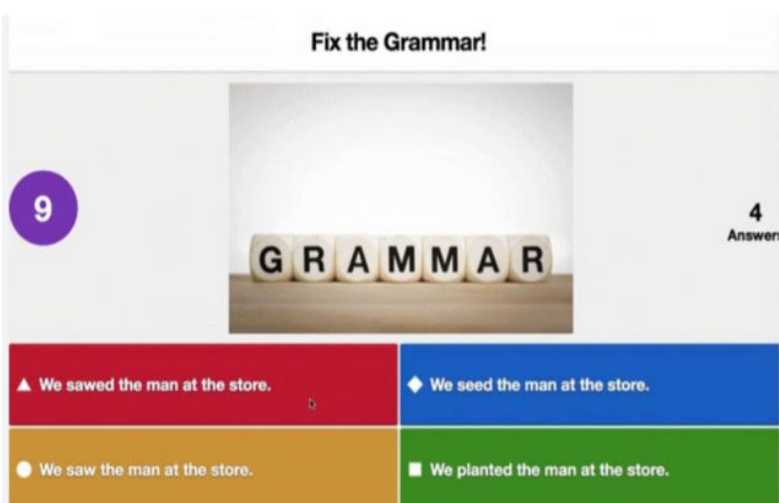 Fix the Grammar!
9
GRAMMAR
4
Answers
We sawed the man at the store.
We seed the man at the store.
We saw the man at the store.
We planted the man at the store.